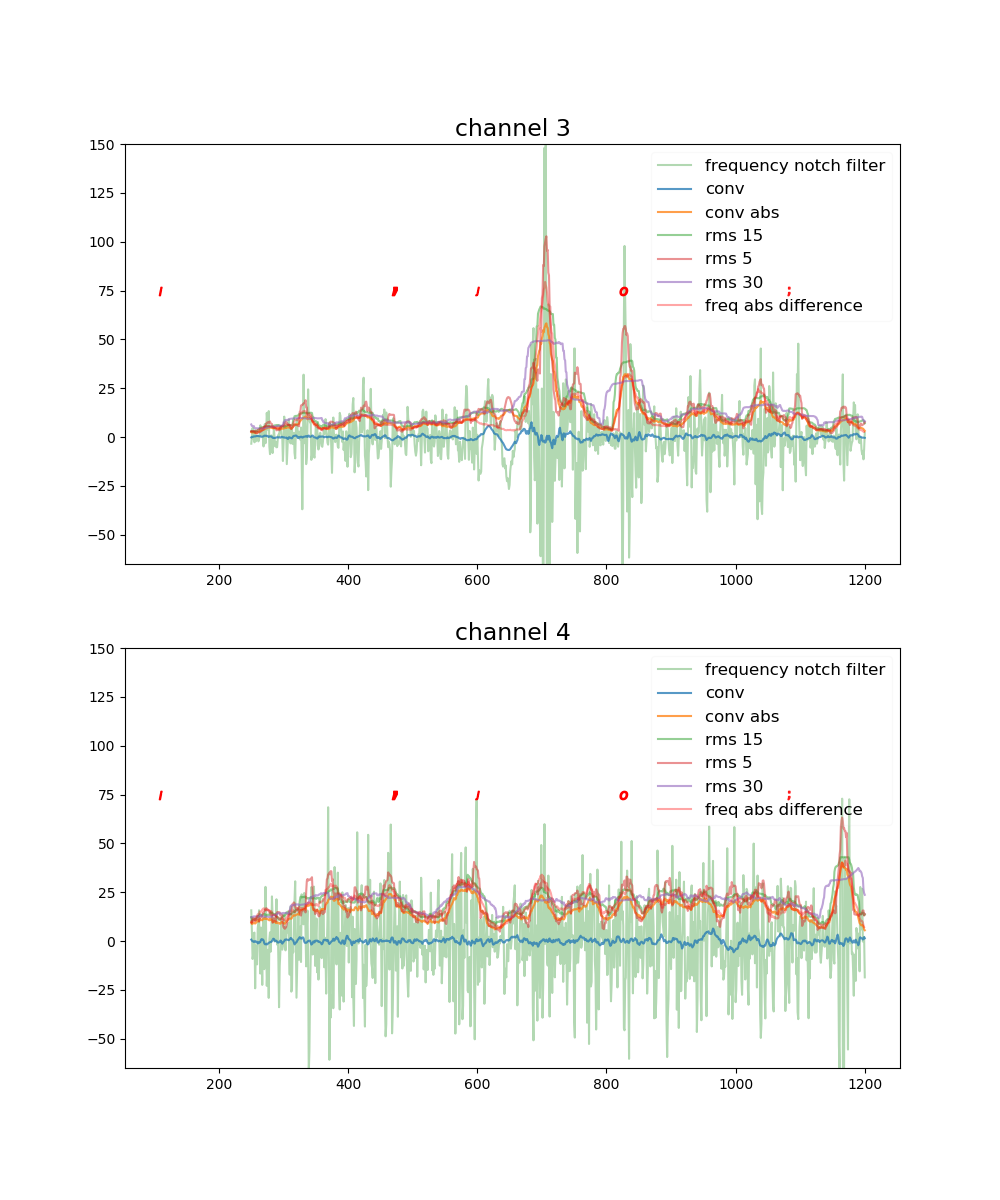 channel 3
150
125
100
75
50
25
0
−25
−50
frequency notch filter
conv
conv abs
rms 15
rms 5
rms 30
freq abs difference
o
;
200 400 600 800 1000 1200
channel 4
150
125
100
75
50
25
0
−25
−50
frequency notch filter
conv
conv abs
rms 15
rms 5
rms 30
freq abs difference
o
;
200 400 600 800 1000 1200